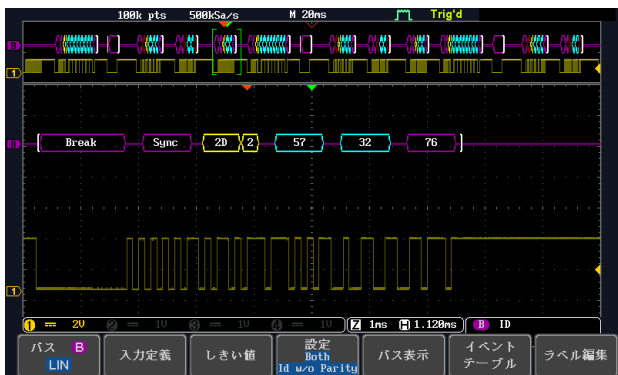 100k pts 500kSa/s M 20ms Trig'd
B
1
B Break Sync 2D 2 57 32 76
1
1 2V 2 1V 3 1V 4 1V Z 1ms H 1.120ms B ID
バス B
LIN
入力定義
しきい値
設定
Both
Id w/o Parity
バス表示
イベント
テーブル
ラベル編集